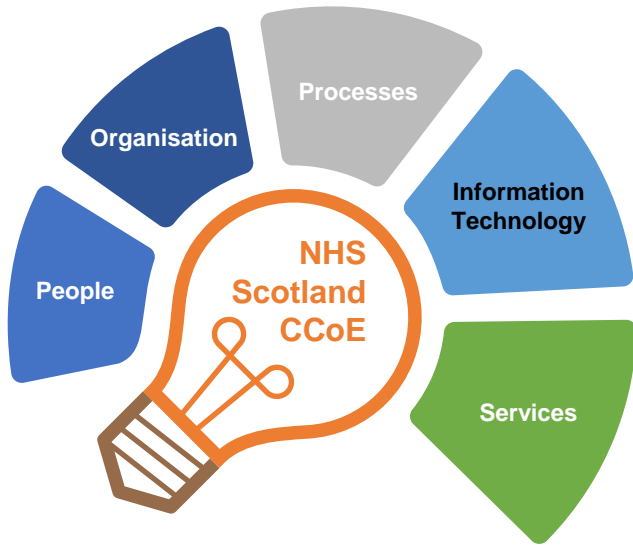 Processes
Organisation
Information
Technology
People
NHS
Scotland
CCoE
Services